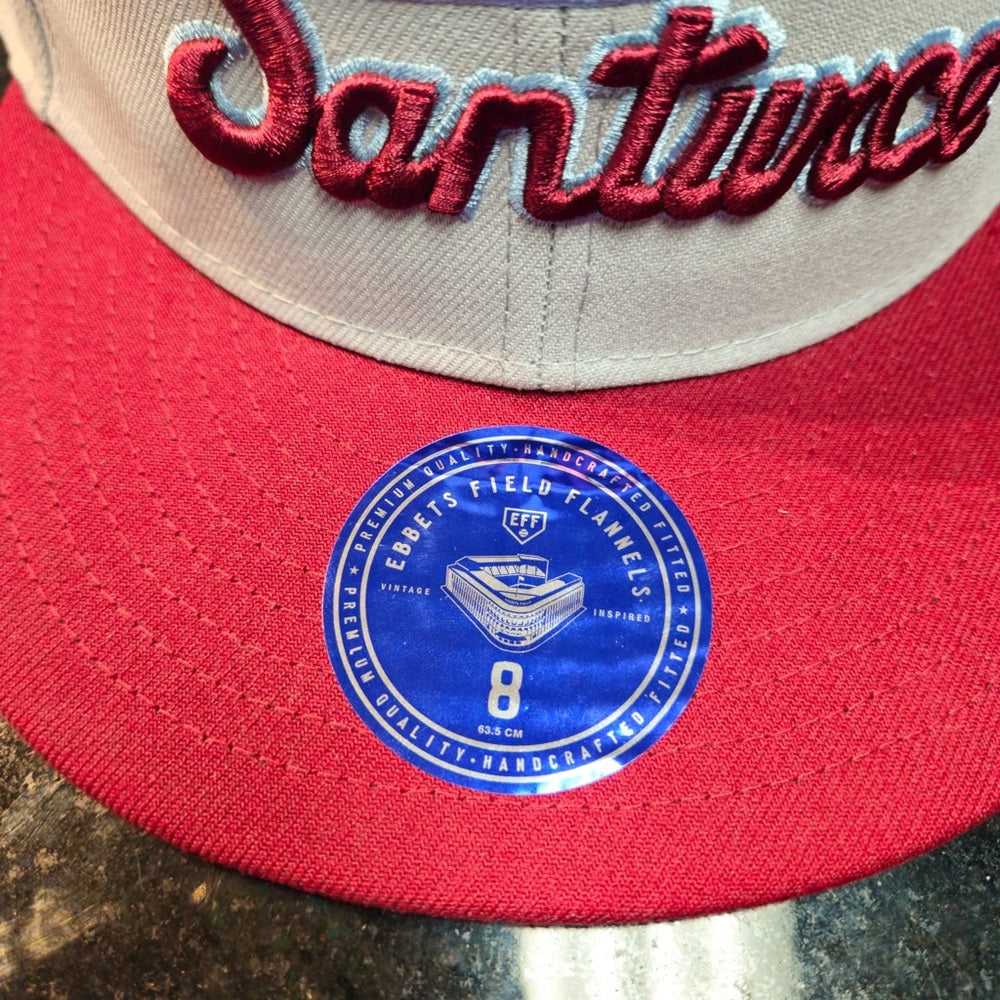 Santurce
PREMIUM QUALITY · HANDCRAFTED FITTED
EBBETS FIELD FLANNELS
EFF
VINTAGE
INSPIRED
8
63.5 CM
★ PREMIUM QUALITY · HANDCRAFTED FITTED ★